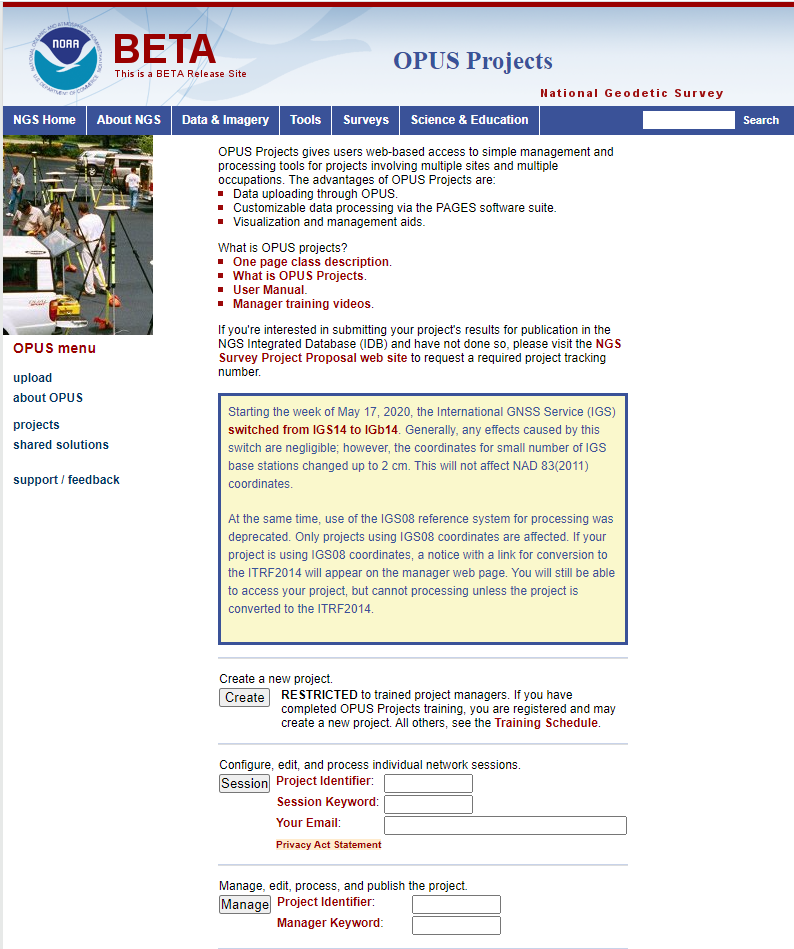 NOAA
NATIONAL OCEANIC AND ATMOSPHERIC ADMINISTRATION
U.S. DEPARTMENT OF COMMERCE
BETA
This is a BETA Release Site
OPUS Projects
National Geodetic Survey
NGS Home About NGS Data & Imagery Tools Surveys Science & Education Search
OPUS menu
upload
about OPUS
projects
shared solutions
support / feedback
OPUS Projects gives users web-based access to simple management and
processing tools for projects involving multiple sites and multiple
occupations. The advantages of OPUS Projects are:
Data uploading through OPUS.
Customizable data processing via the PAGES software suite.
Visualization and management aids.
What is OPUS projects?
One page class description.
What is OPUS Projects.
User Manual.
Manager training videos.
If you're interested in submitting your project's results for publication in the
NGS Integrated Database (IDB) and have not done so, please visit the NGS
Survey Project Proposal web site to request a required project tracking
number.
Starting the week of May 17, 2020, the International GNSS Service (IGS)
switched from IGS14 to IGb14. Generally, any effects caused by this
switch are negligible; however, the coordinates for small number of IGS
base stations changed up to 2 cm. This will not affect NAD 83(2011)
coordinates.
At the same time, use of the IGS08 reference system for processing was
deprecated. Only projects using IGS08 coordinates are affected. If your
project is using IGS08 coordinates, a notice with a link for conversion to
the ITRF2014 will appear on the manager web page. You will still be able
to access your project, but cannot processing unless the project is
converted to the ITRF2014.
Create a new project.
Create RESTRICTED to trained project managers. If you have
completed OPUS Projects training, you are registered and may
create a new project. All others, see the Training Schedule.
Configure, edit, and process individual network sessions.
Session Project Identifier:
Session Keyword:
Your Email:
Privacy Act Statement
Manage, edit, process, and publish the project.
Manage Project Identifier:
Manager Keyword: